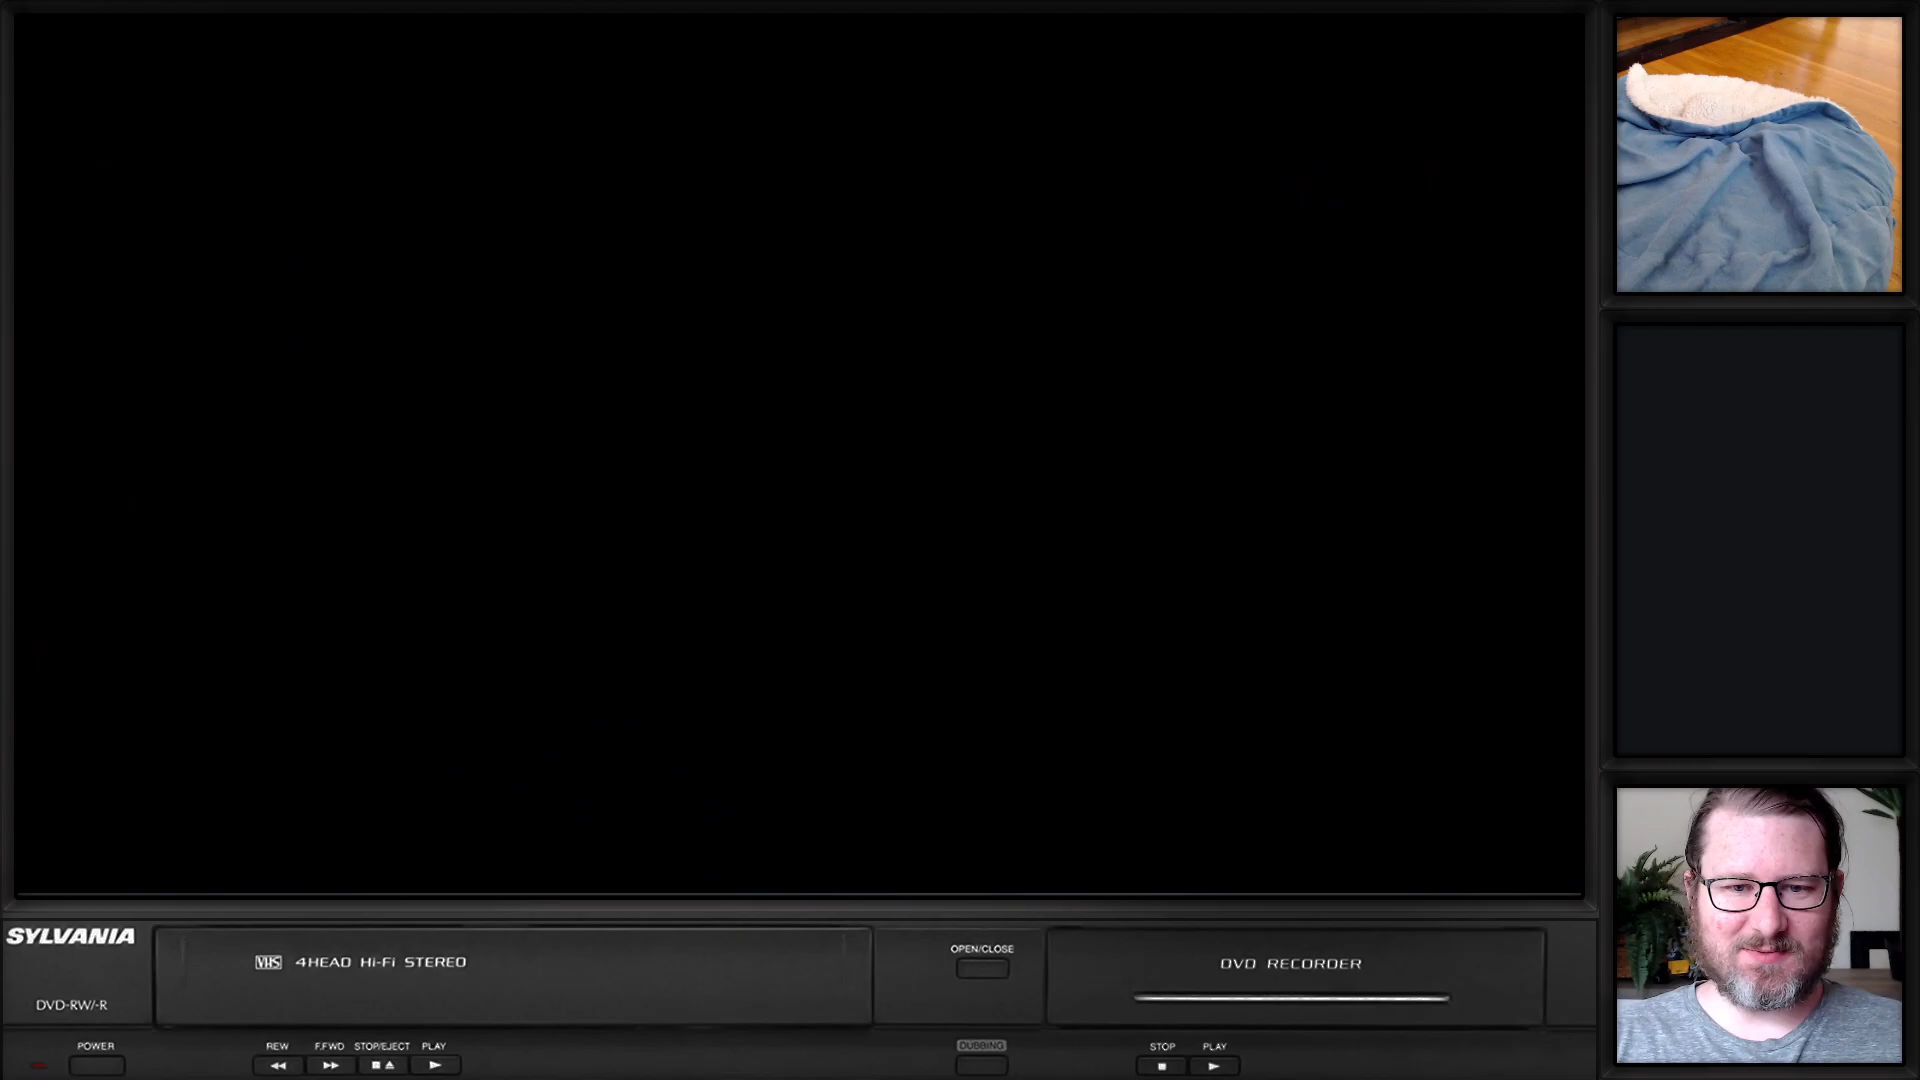 SYLVANIA
DVD-RW/-R
VHS 4HEAD Hi-Fi STEREO
OPEN/CLOSE
DVD RECORDER
POWER
REW F.FWD STOP/EJECT PLAY
DUBBING
STOP PLAY